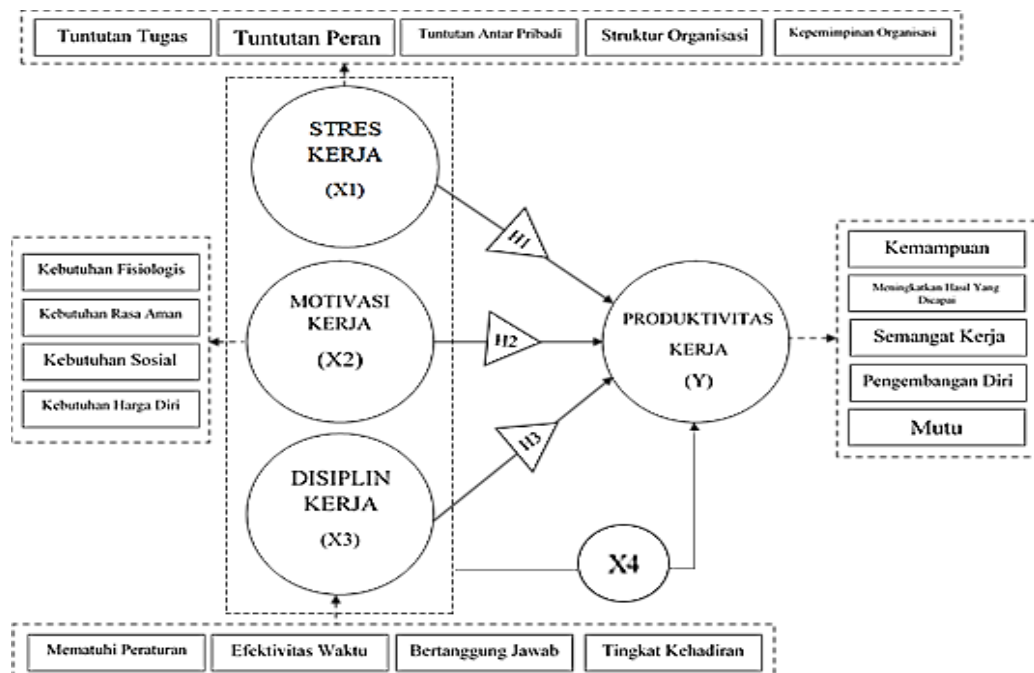 Tuntutan Tugas
Tuntutan Peran
Tuntutan Antar Pribadi
Struktur Organisasi
Kepemimpinan Organisasi
STRES
KERJA
(X1)
H1
Kebutuhan Fisiologis
Kebutuhan Rasa Aman
Kebutuhan Sosial
Kebutuhan Harga Diri
MOTIVASI
KERJA
(X2)
H2
PRODUKTIVITAS
KERJA
(Y)
Kemampuan
Meningkatkan Hasil Yang
Dicapai
Semangat Kerja
Pengembangan Diri
Mutu
DISIPLIN
KERJA
(X3)
H3
X4
Mematuhi Peraturan
Efektivitas Waktu
Bertanggung Jawab
Tingkat Kehadiran